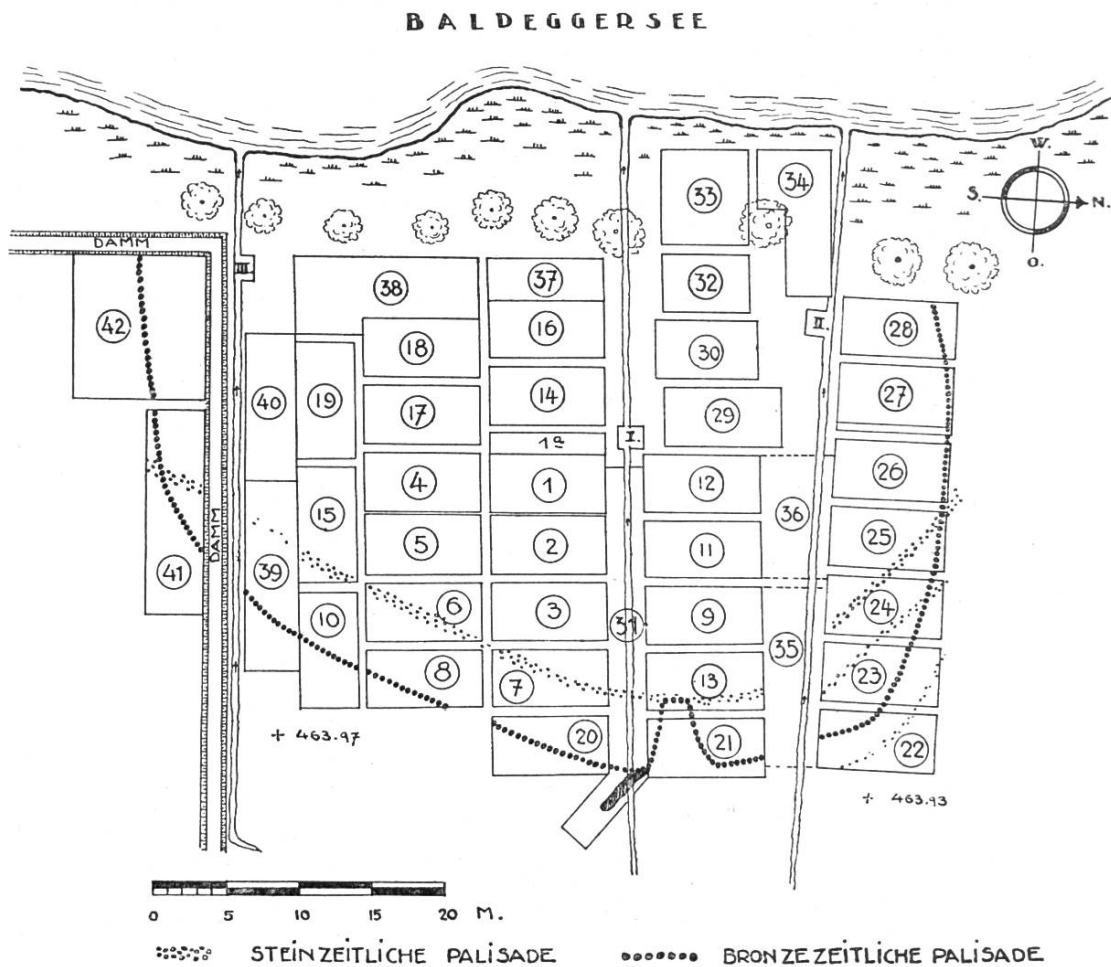 BALDEGGERSEE
W.
S. N.
O.
33 34
DAMM
III
38 37 32
42 18 16 30 II. 28
40 19 17 14 29 27
1a I.
4 1 12 36 26
15 5 2 11 25
41 DAMM 39 10 6 3 31 9 35 24
8 7 13 23
20 21 22
+ 463.97
+ 463.93
0 5 10 15 20 M.
STEINZEITLICHE PALISADE BRONZEZEITLICHE PALISADE